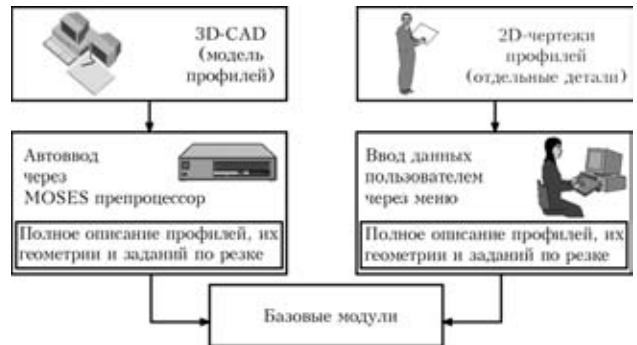 3D-CAD
(модель
профилей)
2D-чертежи
профилей
(отдельные детали)
Автоввод
через
MOSES препроцессор
Полное описание профилей, их
геометрии и заданий по резке
Ввод данных
пользователем
через меню
Полное описание профилей, их
геометрии и заданий по резке
Базовые модули